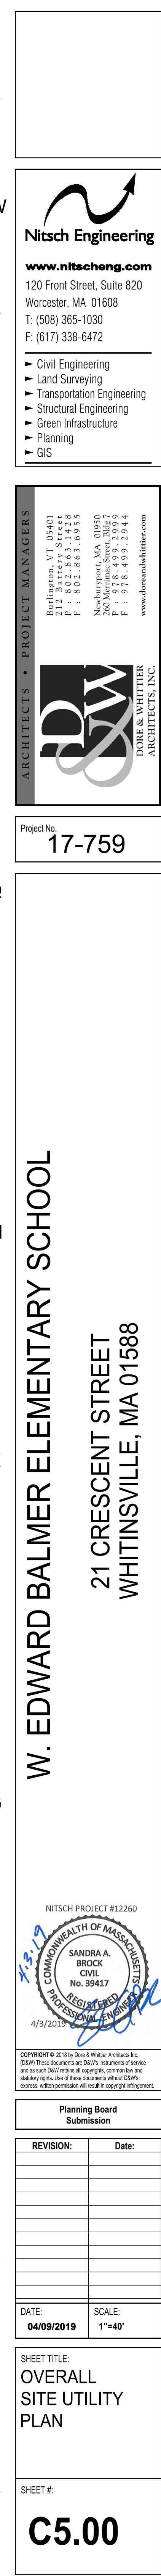 Nitsch Engineering
www.nitscheng.com
120 Front Street, Suite 820
Worcester, MA 01608
T: (508) 365-1030
F: (617) 338-6472
► Civil Engineering
► Land Surveying
► Transportation Engineering
► Structural Engineering
► Green Infrastructure
► Planning
► GIS
ARCHITECTS • PROJECT MANAGERS
Burlington, VT 05401
212 Battery Street
P : 802.863.1428
F : 802.863.6955
Newburyport, MA 01950
260 Merrimac Street, Bldg 7
P : 978.499.2999
F : 978.499.2944
www.doreandwhittier.com
D&W
DORE & WHITTIER
ARCHITECTS, INC.
Project No.
17-759
W. EDWARD BALMER ELEMENTARY SCHOOL
21 CRESCENT STREET
WHITINSVILLE, MA 01588
NITSCH PROJECT #12260
4·3·19
COMMONWEALTH OF MASSACHUSETTS
SANDRA A.
BROCK
CIVIL
No. 39417
REGISTERED
PROFESSIONAL ENGINEER
4/3/2019
COPYRIGHT © 2018 by Dore & Whittier Architects Inc.
(D&W) These documents are D&W's instruments of service
and as such D&W retains all copyrights, common law and
statutory rights. Use of these documents without D&W's
express, written permission will result in copyright infringement.
Planning Board
Submission
REVISION: Date:
DATE: SCALE:
04/09/2019 1"=40'
SHEET TITLE:
OVERALL
SITE UTILITY
PLAN
SHEET #:
C5.00